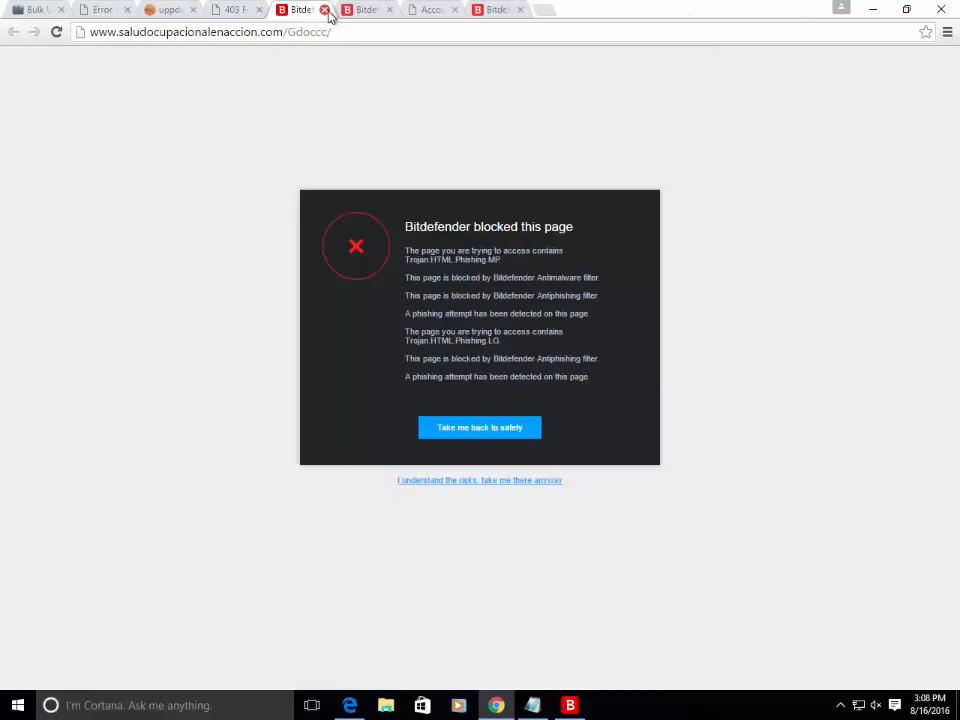 Bulk U
Error
uppd
403 F
Bitde
Bitde
Acco
Bitde
www.saludocupacionalenaccion.com/Gdoccc/
Bitdefender blocked this page
The page you are trying to access contains
Trojan.HTML.Phishing.MP.
This page is blocked by Bitdefender Antimalware filter.
This page is blocked by Bitdefender Antiphishing filter.
A phishing attempt has been detected on this page.
The page you are trying to access contains
Trojan.HTML.Phishing.LG.
This page is blocked by Bitdefender Antiphishing filter.
A phishing attempt has been detected on this page.
Take me back to safety
I understand the risks, take me there anyway
I'm Cortana. Ask me anything.
3:08 PM
8/16/2016